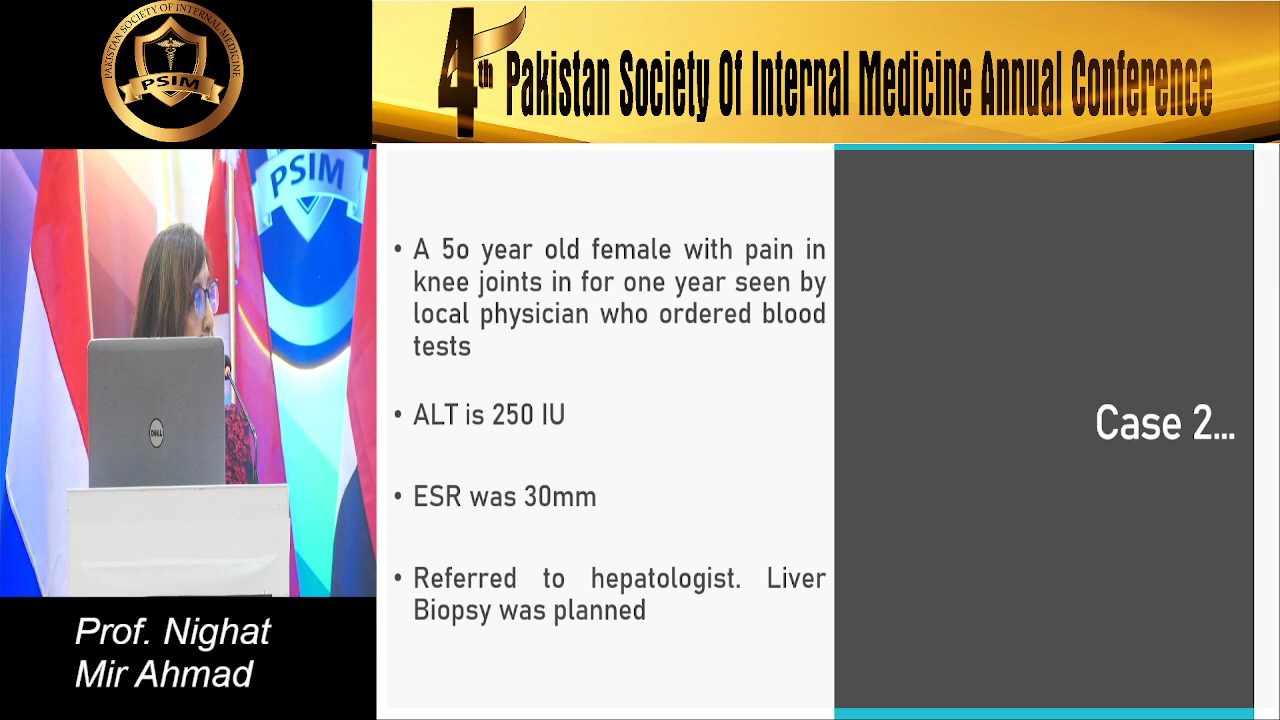 PAKISTAN SOCIETY OF INTERNAL MEDICINE
PSIM
4th Pakistan Society Of Internal Medicine Annual Conference
PSIM
DELL
• A 5o year old female with pain in
knee joints in for one year seen by
local physician who ordered blood
tests
• ALT is 250 IU
• ESR was 30mm
• Referred to hepatologist. Liver
Biopsy was planned
Case 2...
Prof. Nighat
Mir Ahmad